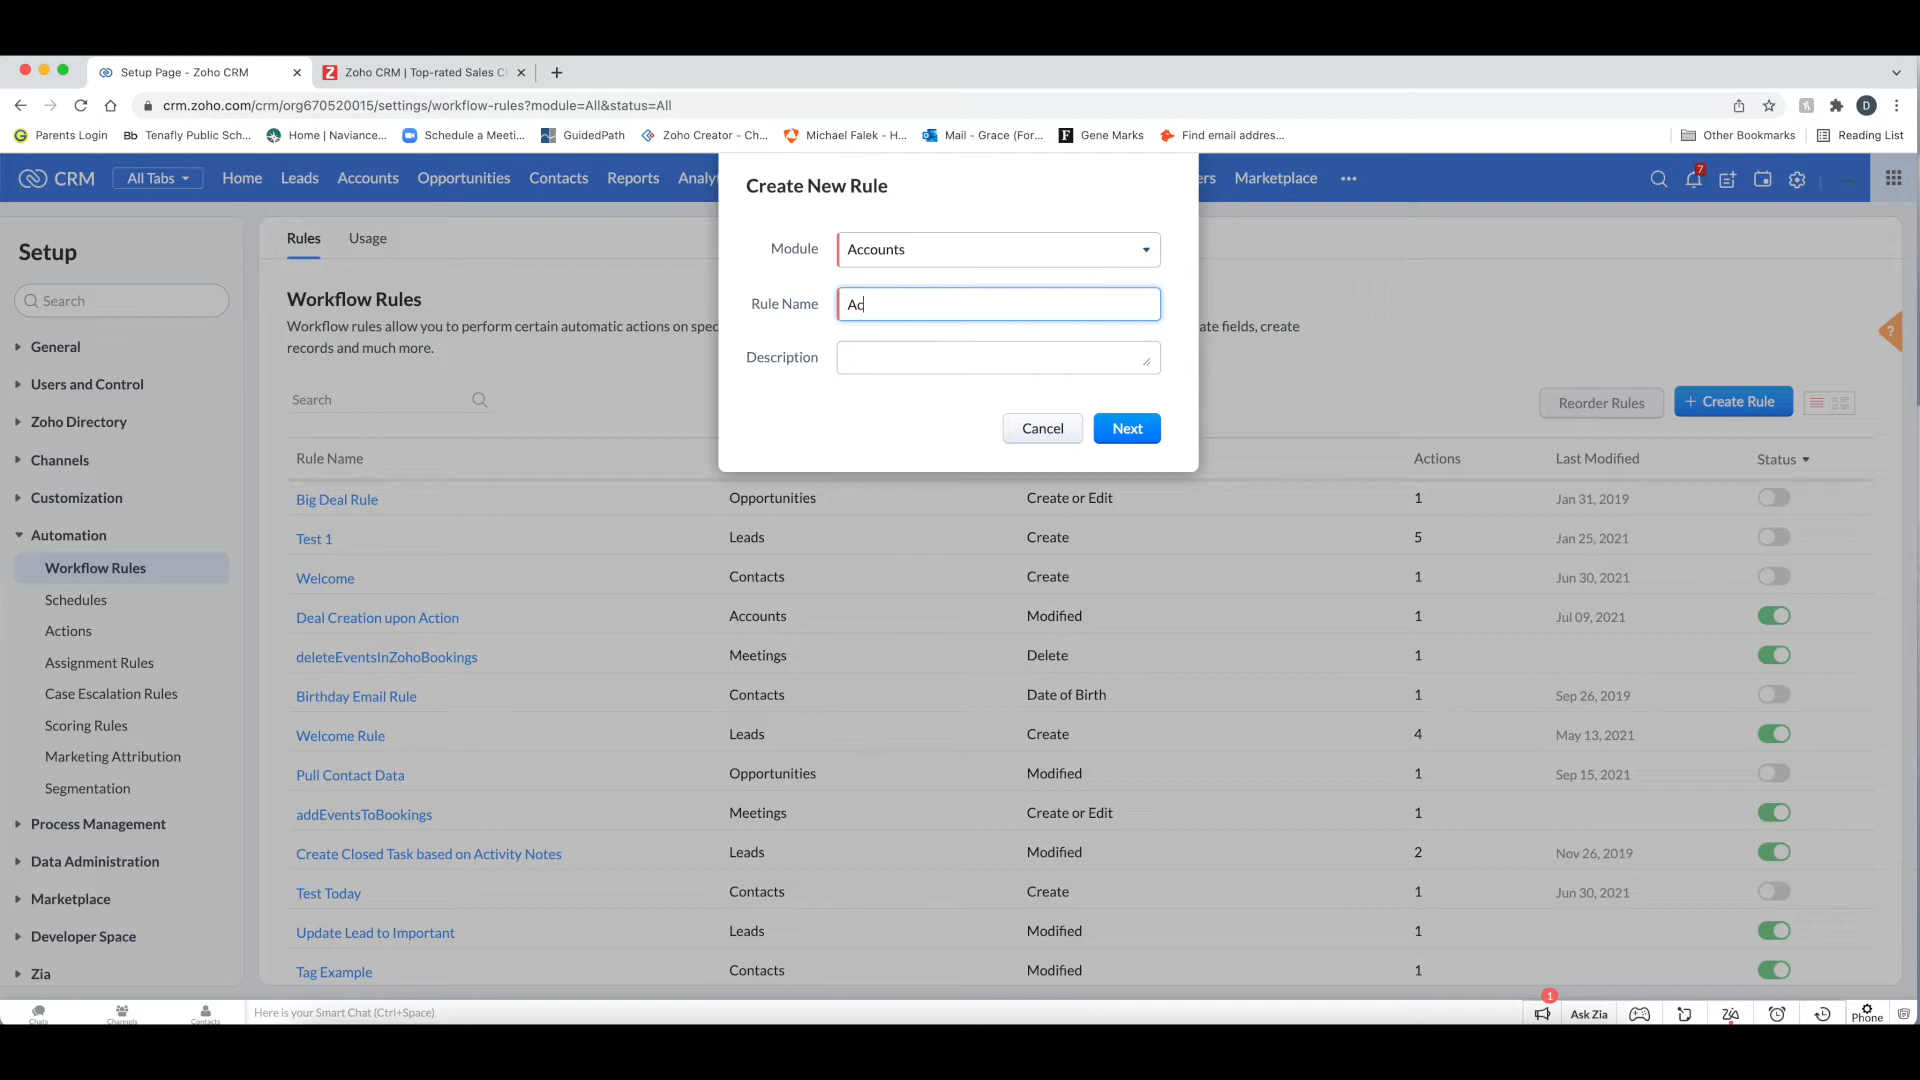 Setup Page - Zoho CRM
Zoho CRM | Top-rated Sales C
crm.zoho.com/crm/org670520015/settings/workflow-rules?module=All&status=All
D
Parents Login
Bb Tenafly Public Sch...
Home | Naviance...
Schedule a Meeti...
GuidedPath
Zoho Creator - Ch...
Michael Falek - H...
Mail - Grace (For...
F Gene Marks
Find email addres...
Other Bookmarks
Reading List
CRM
All Tabs
Home
Leads
Accounts
Opportunities
Contacts
Reports
Analyt
ers
Marketplace
7
Create New Rule
Module
Accounts
Rule Name
Ac
Description
Cancel
Next
Setup
Search
General
Users and Control
Zoho Directory
Channels
Customization
Automation
Workflow Rules
Schedules
Actions
Assignment Rules
Case Escalation Rules
Scoring Rules
Marketing Attribution
Segmentation
Process Management
Data Administration
Marketplace
Developer Space
Zia
Rules
Usage
Workflow Rules
Workflow rules allow you to perform certain automatic actions on spec ate fields, create
records and much more.
?
Search
Reorder Rules
+ Create Rule
Rule Name Actions Last Modified Status
Big Deal Rule Opportunities Create or Edit 1 Jan 31, 2019
Test 1 Leads Create 5 Jan 25, 2021
Welcome Contacts Create 1 Jun 30, 2021
Deal Creation upon Action Accounts Modified 1 Jul 09, 2021
deleteEventsInZohoBookings Meetings Delete 1
Birthday Email Rule Contacts Date of Birth 1 Sep 26, 2019
Welcome Rule Leads Create 4 May 13, 2021
Pull Contact Data Opportunities Modified 1 Sep 15, 2021
addEventsToBookings Meetings Create or Edit 1
Create Closed Task based on Activity Notes Leads Modified 2 Nov 26, 2019
Test Today Contacts Create 1 Jun 30, 2021
Update Lead to Important Leads Modified 1
Tag Example Contacts Modified 1
Chats
Channels
Contacts
Here is your Smart Chat (Ctrl+Space)
1
Ask Zia
Phone